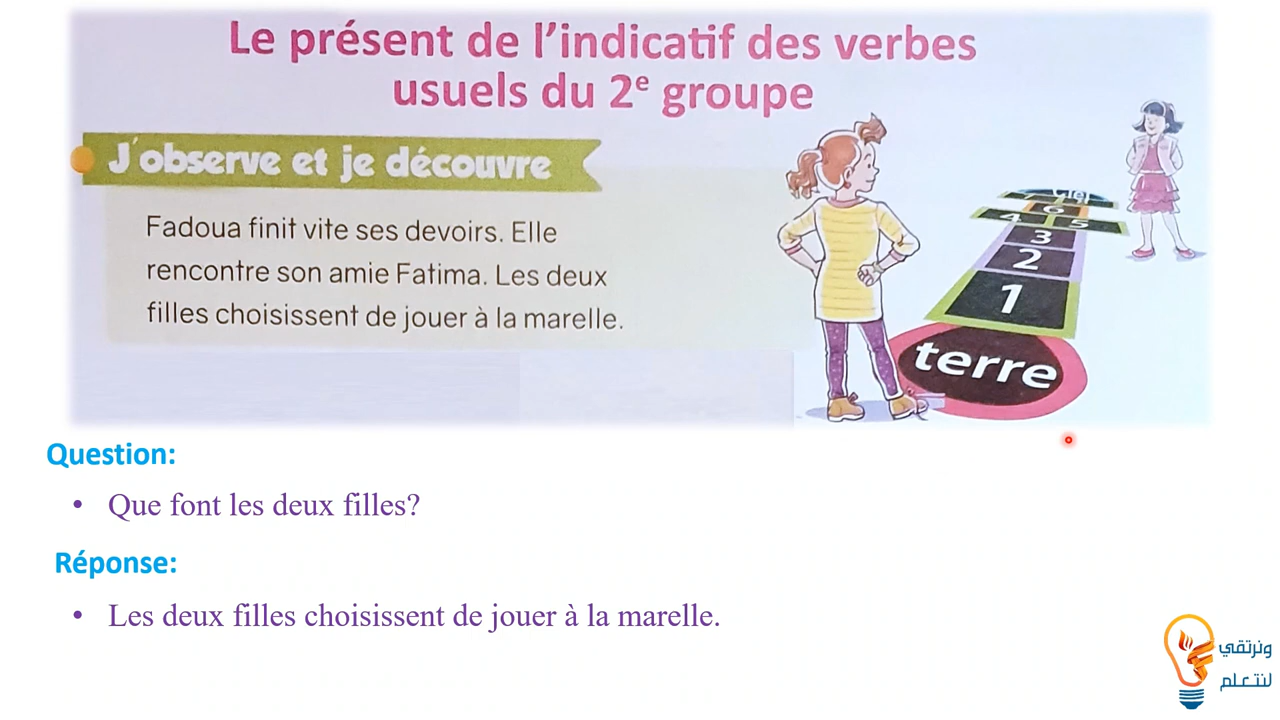 Le présent de l'indicatif des verbes
usuels du 2e groupe
J'observe et je découvre
Fadoua finit vite ses devoirs. Elle
rencontre son amie Fatima. Les deux
filles choisissent de jouer à la marelle.
Ciel
7
6
4
5
3
2
1
terre
Question:
• Que font les deux filles?
Réponse:
• Les deux filles choisissent de jouer à la marelle.
ونرتقي
لنتعلم